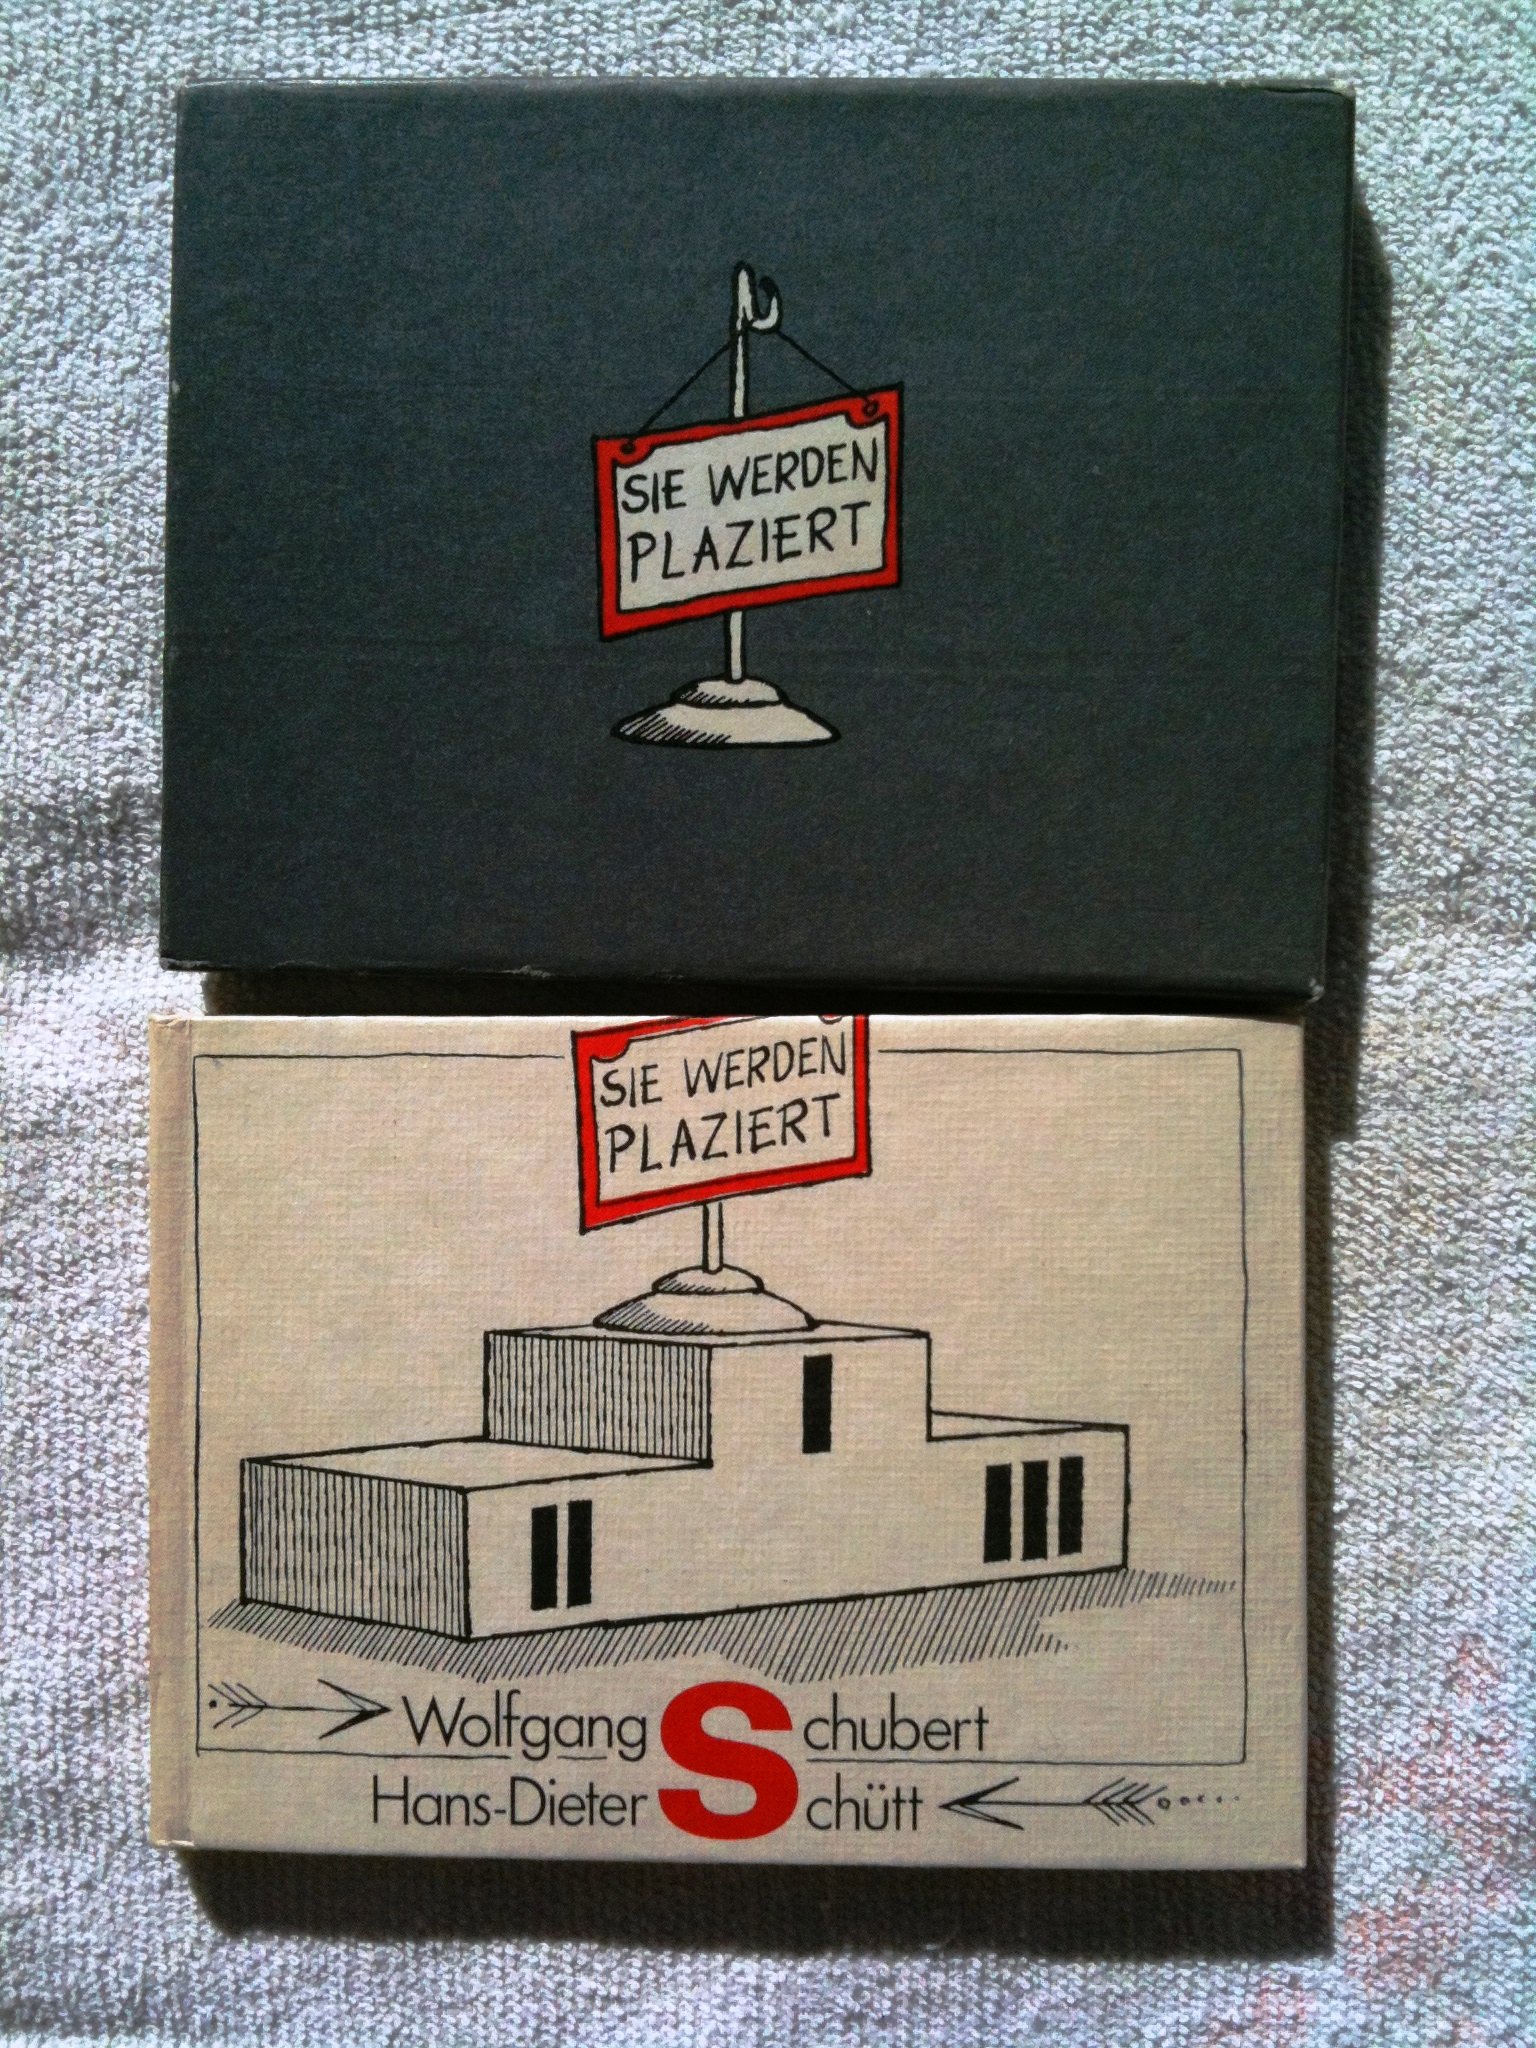 SIE WERDEN
PLAZIERT
SIE WERDEN
PLAZIERT
Wolfgang Schubert
Hans-Dieter Schütt